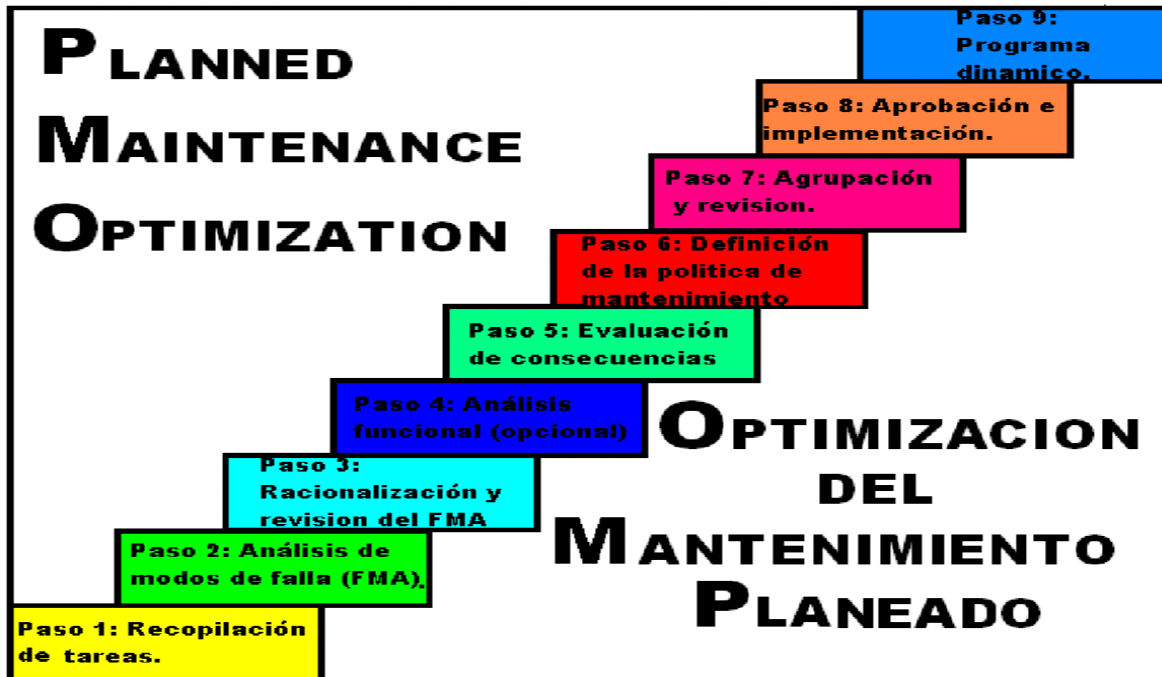 PLANNED
MAINTENANCE
OPTIMIZATION
Paso 9:
Programa
dinamico.
Paso 8: Aprobación e
implementación.
Paso 7: Agrupación
y revision.
Paso 6: Definición
de la politica de
mantenimiento
Paso 5: Evaluación
de consecuencias
Paso 4: Análisis
funcional (opcional)
Paso 3:
Racionalización y
revision del FMA
Paso 2: Análisis de
modos de falla (FMA).
Paso 1: Recopilación
de tareas.
OPTIMIZACION
DEL
MANTENIMIENTO
PLANEADO